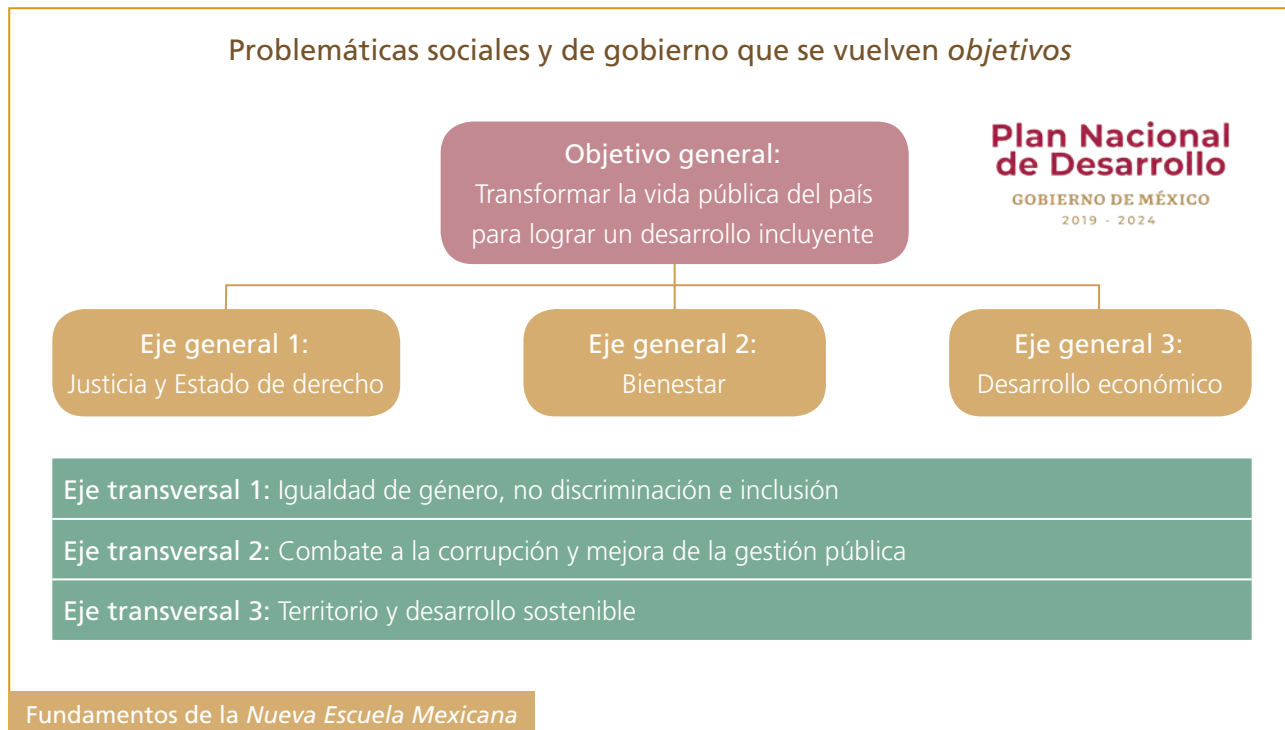 Problemáticas sociales y de gobierno que se vuelven objetivos
Objetivo general:
Transformar la vida pública del país
para lograr un desarrollo incluyente
Plan Nacional
de Desarrollo
GOBIERNO DE MÉXICO
2019 - 2024
Eje general 1:
Justicia y Estado de derecho
Eje general 2:
Bienestar
Eje general 3:
Desarrollo económico
Eje transversal 1: Igualdad de género, no discriminación e inclusión
Eje transversal 2: Combate a la corrupción y mejora de la gestión pública
Eje transversal 3: Territorio y desarrollo sostenible
Fundamentos de la Nueva Escuela Mexicana